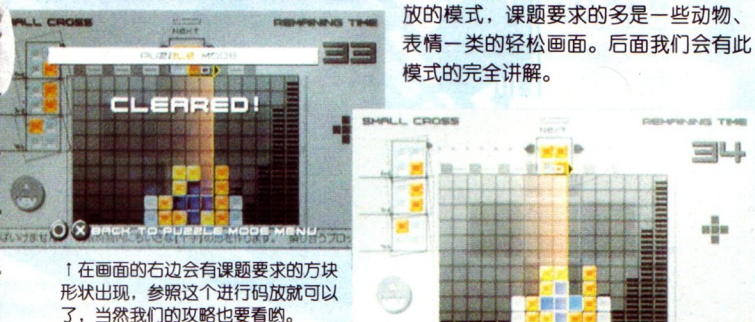 放的模式，课题要求的多是一些动物、
表情一类的轻松画面。后面我们会有此
模式的完全讲解。
SMALL CROSS
NEXT
REMAINING TIME
PUZZLE MODE
33
CLEARED!
BACK TO PUZZLE MODE MENU
↑在画面的右边会有课题要求的方块
形状出现，参照这个进行码放就可以
了，当然我们的攻略也要看哟。
SMALL CROSS
NEXT
REMAINING TIME
34